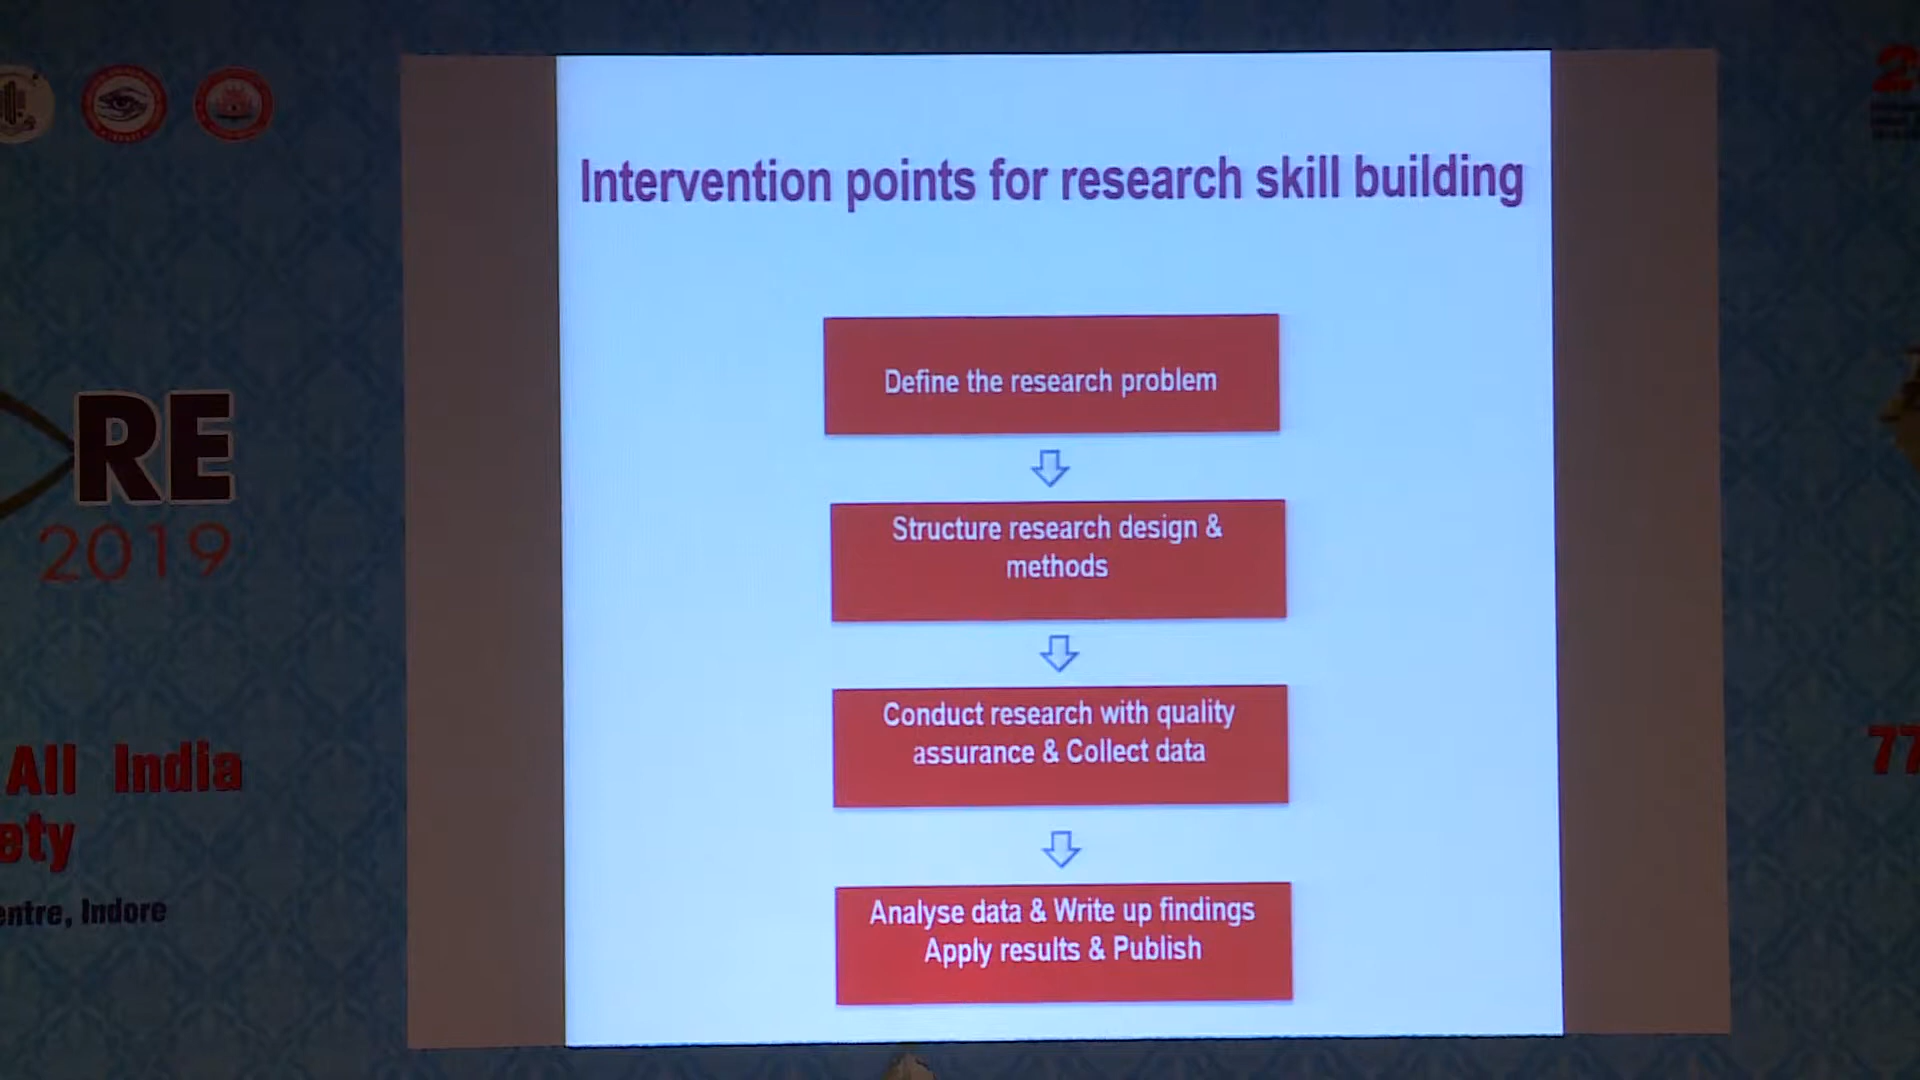 Intervention points for research skill building
Define the research problem
Structure research design &
methods
Conduct research with quality
assurance & Collect data
Analyse data & Write up findings
Apply results & Publish
RE
2019
All India
ety
entre, Indore
77